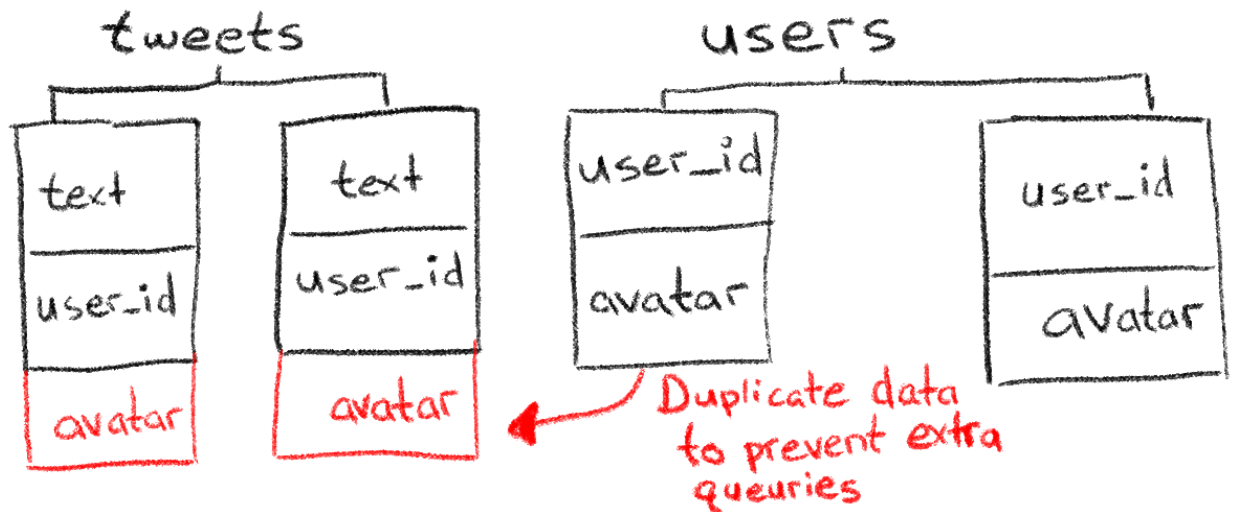 tweets
users
text
user_id
avatar
text
user_id
avatar
user_id
avatar
user_id
avatar
Duplicate data
to prevent extra
queuries